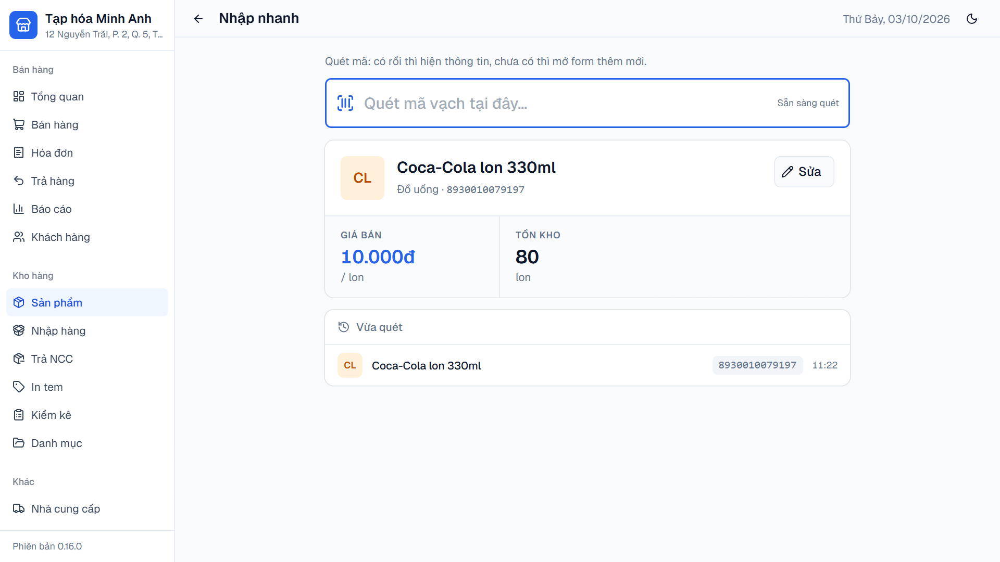 Tạp hóa Minh Anh
12 Nguyễn Trãi, P. 2, Q. 5, T...
Bán hàng
Tổng quan
Bán hàng
Hóa đơn
Trả hàng
Báo cáo
Khách hàng
Kho hàng
Sản phẩm
Nhập hàng
Trả NCC
In tem
Kiểm kê
Danh mục
Khác
Nhà cung cấp
Phiên bản 0.16.0
Nhập nhanh
Thứ Bảy, 03/10/2026
Quét mã: có rồi thì hiện thông tin, chưa có thì mở form thêm mới.
Quét mã vạch tại đây...
Sẵn sàng quét
CL
Coca-Cola lon 330ml
Đồ uống · 8930010079197
Sửa
GIÁ BÁN
10.000đ
/ lon
TỒN KHO
80
lon
Vừa quét
CL
Coca-Cola lon 330ml
8930010079197
11:22